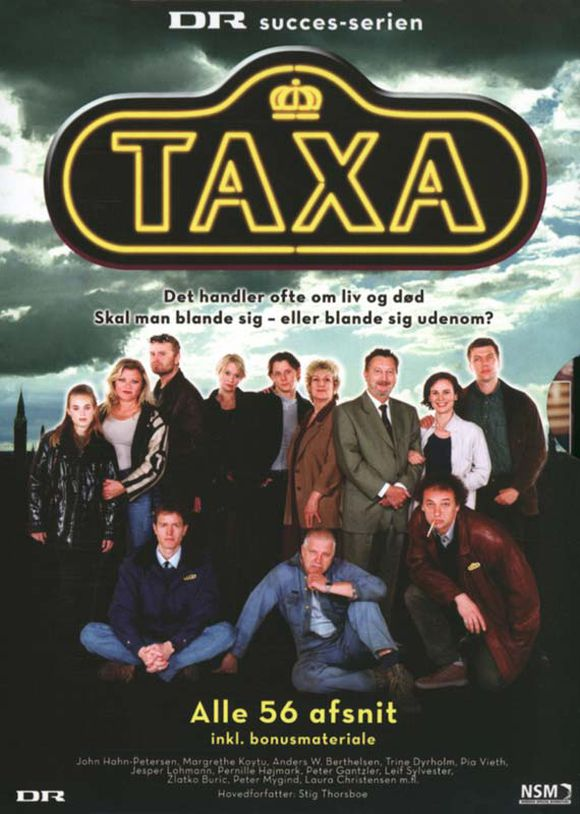 DR succes-serien
TAXA
Det handler ofte om liv og død
Skal man blande sig – eller blande sig udenom?
Alle 56 afsnit
inkl. bonusmateriale
John Hahn-Petersen, Margrethe Koytu, Anders W. Berthelsen, Trine Dyrholm, Pia Vieth,
Jesper Lohmann, Pernille Højmark, Peter Gantzler, Leif Sylvester,
Zlatko Buric, Peter Mygind, Laura Christensen m.fl.
Hovedforfatter: Stig Thorsboe
DR
NSM